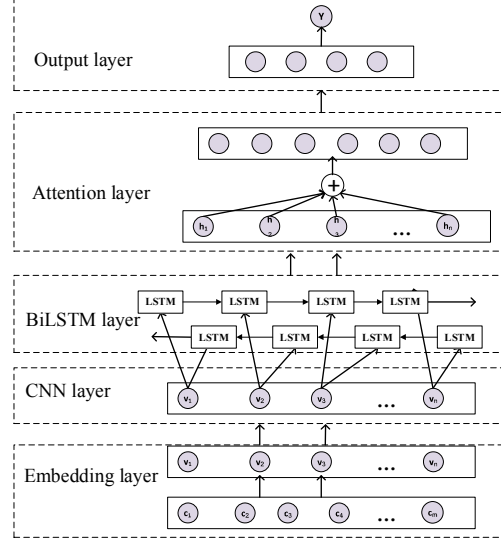 Y
Output layer
Attention layer
+
h1 h2 h3 ... hn
BiLSTM layer
LSTM LSTM LSTM LSTM
LSTM LSTM LSTM LSTM
CNN layer
v1 v2 v3 ... vn
Embedding layer
v1 v2 v3 ... vn
c1 c2 c3 c4 ... cm